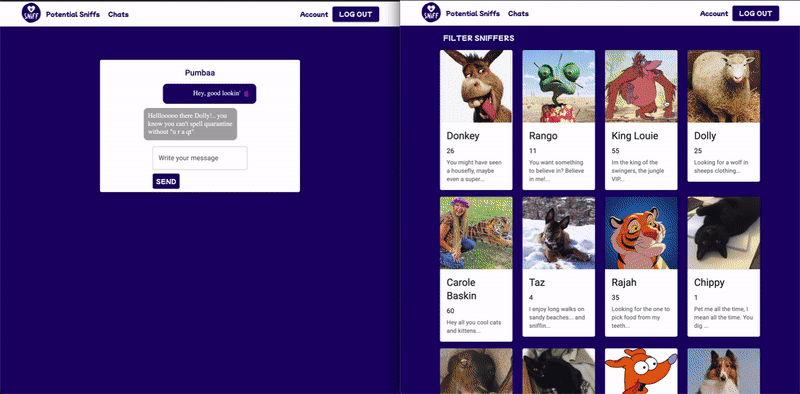 SNIFF
Potential Sniffs
Chats
Account
LOG OUT
Pumbaa
Hey, good lookin'
Helllooooo there Dolly!.. you
know you can't spell quarantine
without "u r a qt"
Write your message
SEND
SNIFF
Potential Sniffs
Chats
Account
LOG OUT
FILTER SNIFFERS
Donkey
26
You might have seen
a housefly, maybe
even a super...
Rango
11
You want something
to believe in? Believe
in me!...
King Louie
55
Im the king of the
swingers, the jungle
VIP...
Dolly
25
Looking for a wolf in
sheeps clothing...
Carole
Baskin
60
Hey all you cool cats
and kittens...
Taz
4
I enjoy long walks on
sandy beaches... and
sniffin...
Rajah
35
Looking for the one to
pick food from my
teeth...
Chippy
1
Pet me all the time, I
mean all the time. You
dig ...